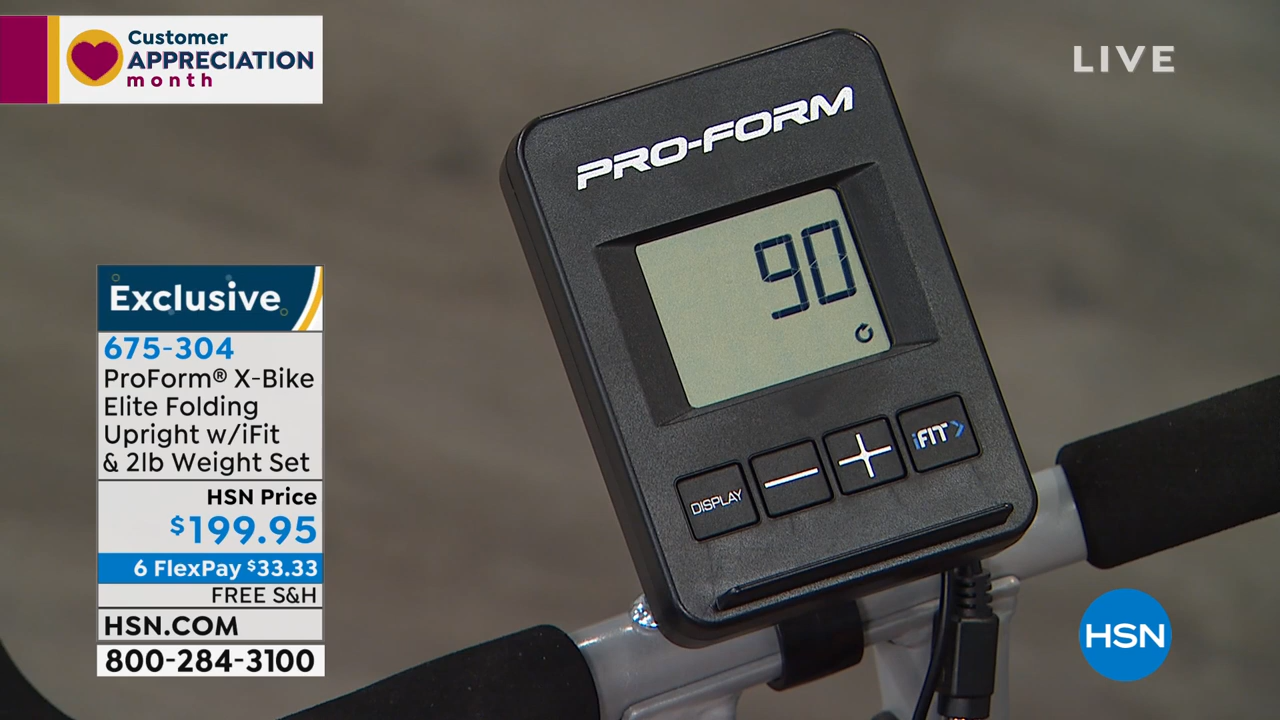 Customer
APPRECIATION
month
LIVE
PRO-FORM
90
DISPLAY
iFIT
Exclusive
675-304
ProForm® X-Bike
Elite Folding
Upright w/iFit
& 2lb Weight Set
HSN Price
$199.95
6 FlexPay $33.33
FREE S&H
HSN.COM
800-284-3100
HSN